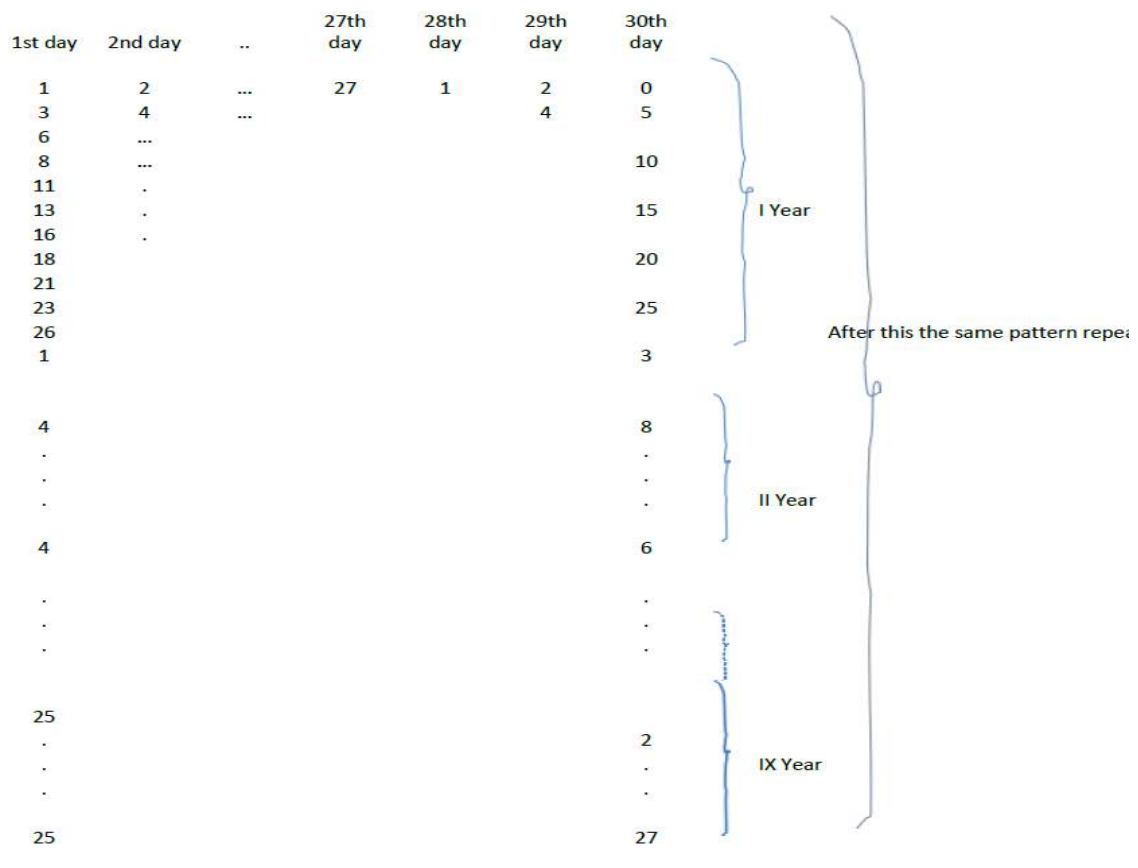 27th 28th 29th 30th
1st day 2nd day .. day day day day
1 2 ... 27 1 2 0
3 4 ... 4 5
6 ...
8 ... 10
11 .
13 . 15 I Year
16 .
18 20
21
23 25
26 After this the same pattern repea
1 3
4 8
. .
. .
. . II Year
4 6
. .
. .
. .
25
. 2
. . IX Year
. .
25 27